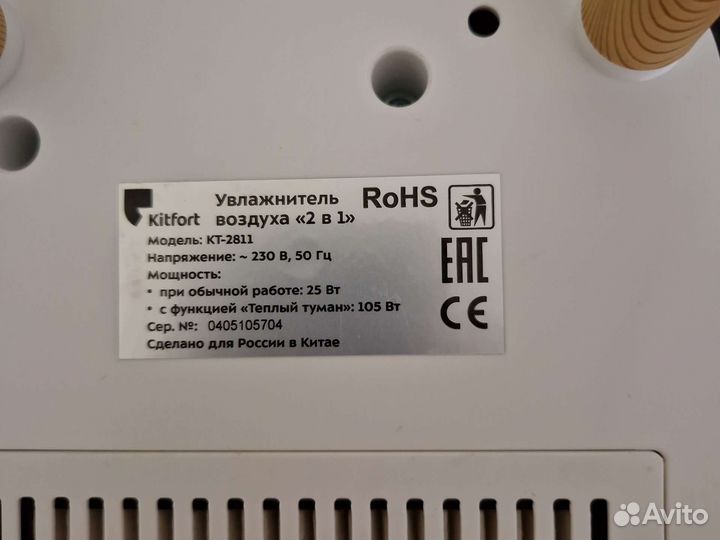 Kitfort
Увлажнитель
воздуха «2 в 1»
RoHS
Модель: КТ-2811
Напряжение: ~ 230 В, 50 Гц
Мощность:
• при обычной работе: 25 Вт
• с функцией «Теплый туман»: 105 Вт
Сер. №: 0405105704
Сделано для России в Китае
EAC
CE
Avito